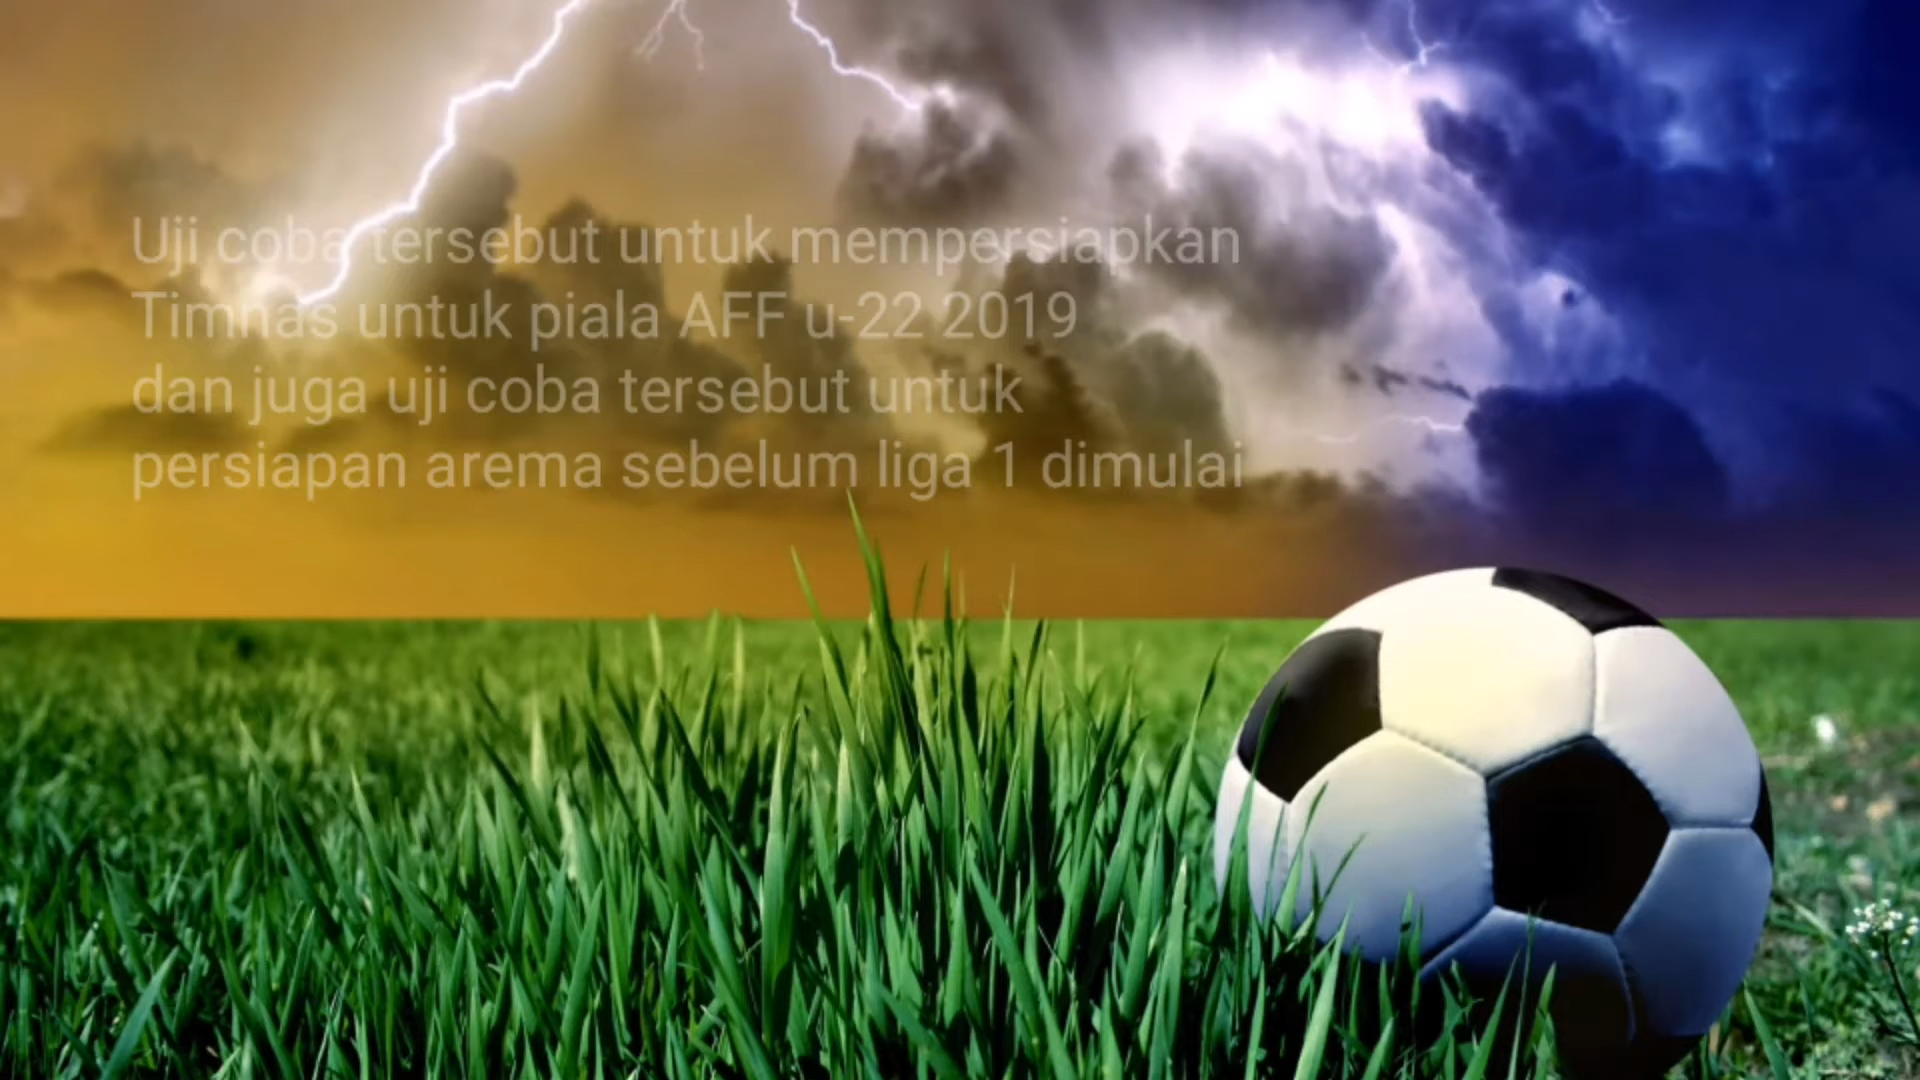 Uji coba tersebut untuk mempersiapkan
Timnas untuk piala AFF u-22 2019
dan juga uji coba tersebut untuk
persiapan arema sebelum liga 1 dimulai